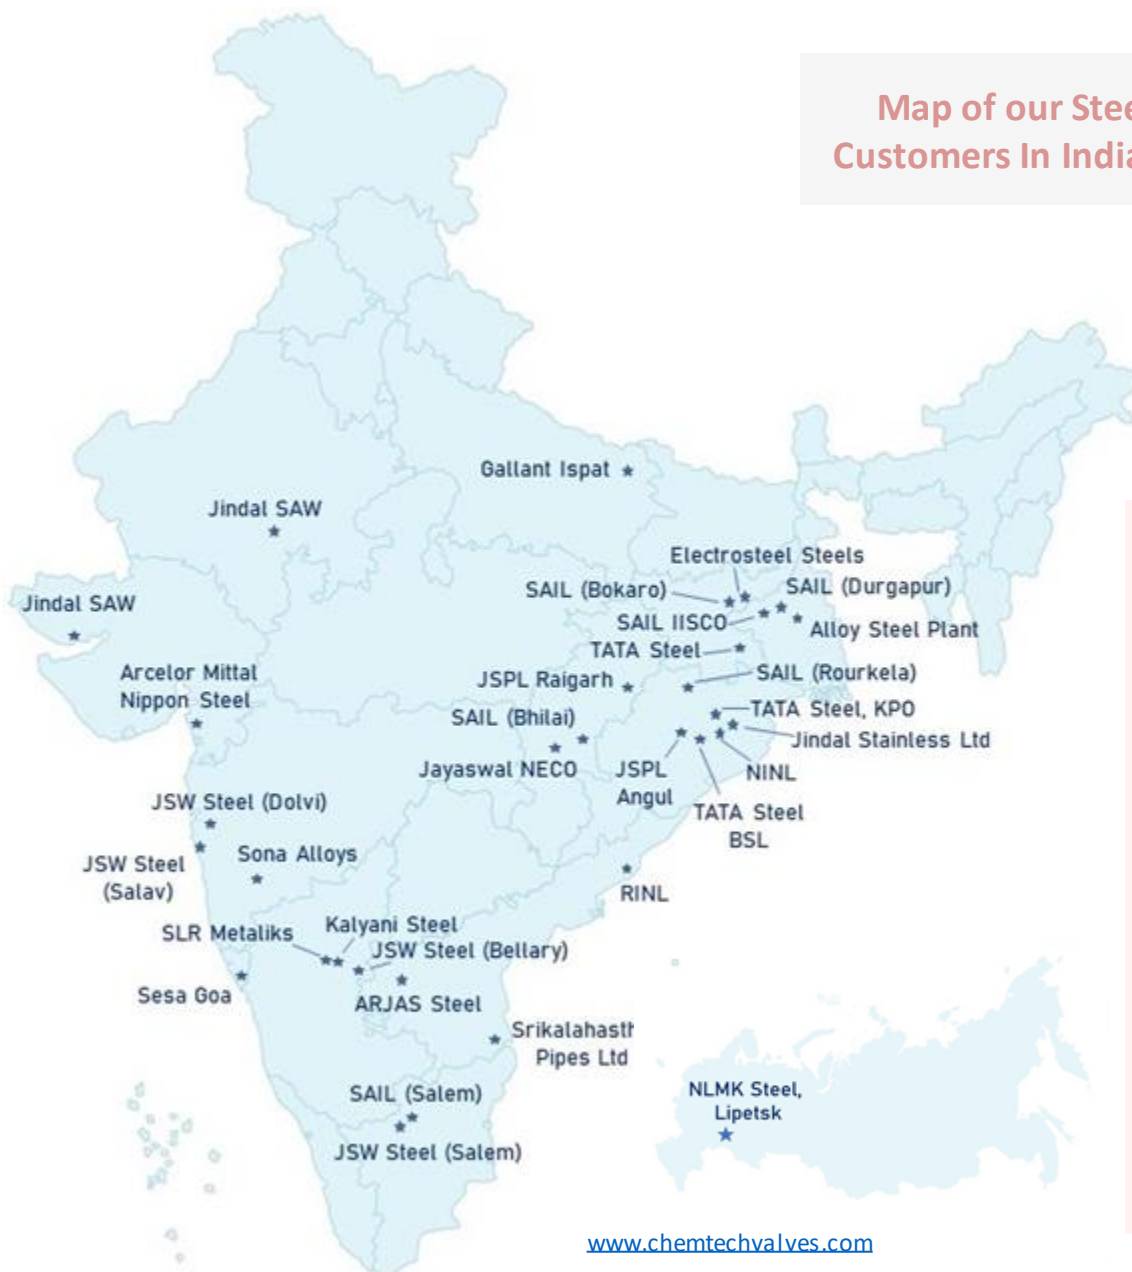 Map of our Stee
Customers In India
Gallant Ispat
Jindal SAW
Electrosteel Steels
SAIL (Bokaro)
SAIL (Durgapur)
Jindal SAW
SAIL IISCO
Alloy Steel Plant
TATA Steel
Arcelor Mittal
Nippon Steel
JSPL Raigarh
SAIL (Rourkela)
SAIL (Bhilai)
TATA Steel, KPO
Jindal Stainless Ltd
Jayaswal NECO
JSPL
Angul
NINL
TATA Steel
BSL
JSW Steel (Dolvi)
JSW Steel
(Salav)
Sona Alloys
RINL
SLR Metaliks
Kalyani Steel
JSW Steel (Bellary)
Sesa Goa
ARJAS Steel
Srikalahasth
Pipes Ltd
NLMK Steel,
Lipetsk
SAIL (Salem)
JSW Steel (Salem)
www.chemtechvalves.com